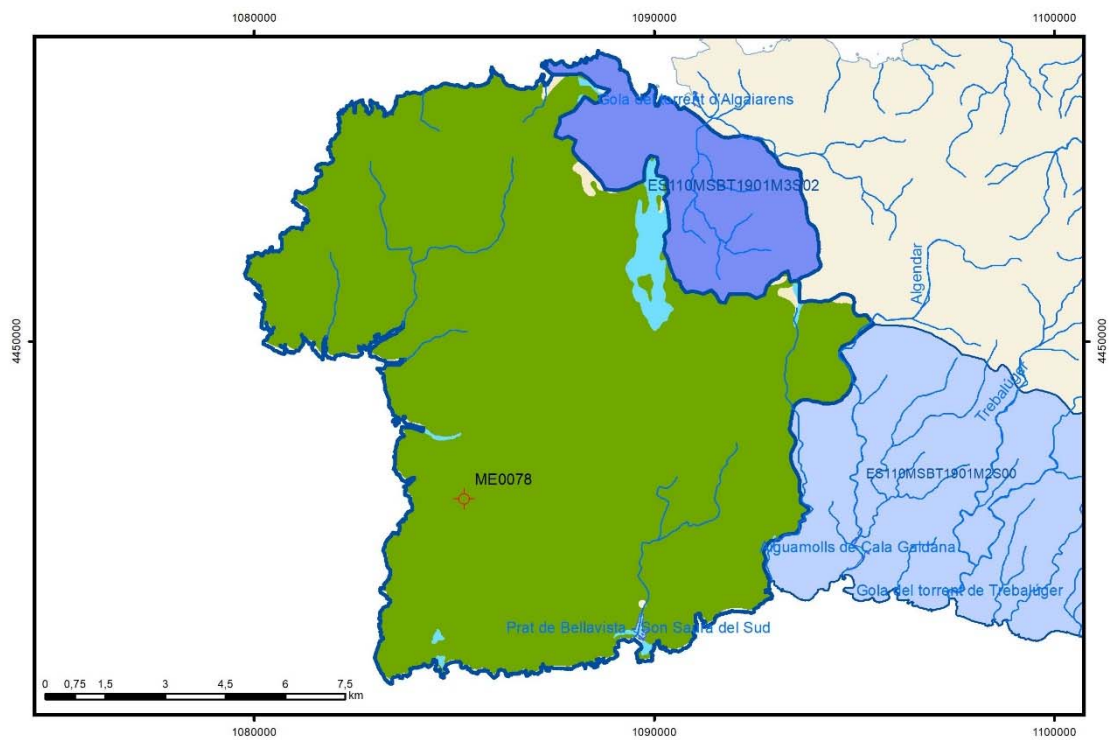 1080000
1090000
1100000
Gola del torrent d'Algaiarens
ES110MSBT1901M3S02
Algendar
4450000
4450000
Trebalúger
ME0078
ES110MSBT1901M2S00
Aiguamolls de Cala Galdana
Gola del torrent de Trebalúger
Prat de Bellavista - Son Saura del Sud
0 0,75 1,5 3 4,5 6 7,5
km
1080000
1090000
1100000